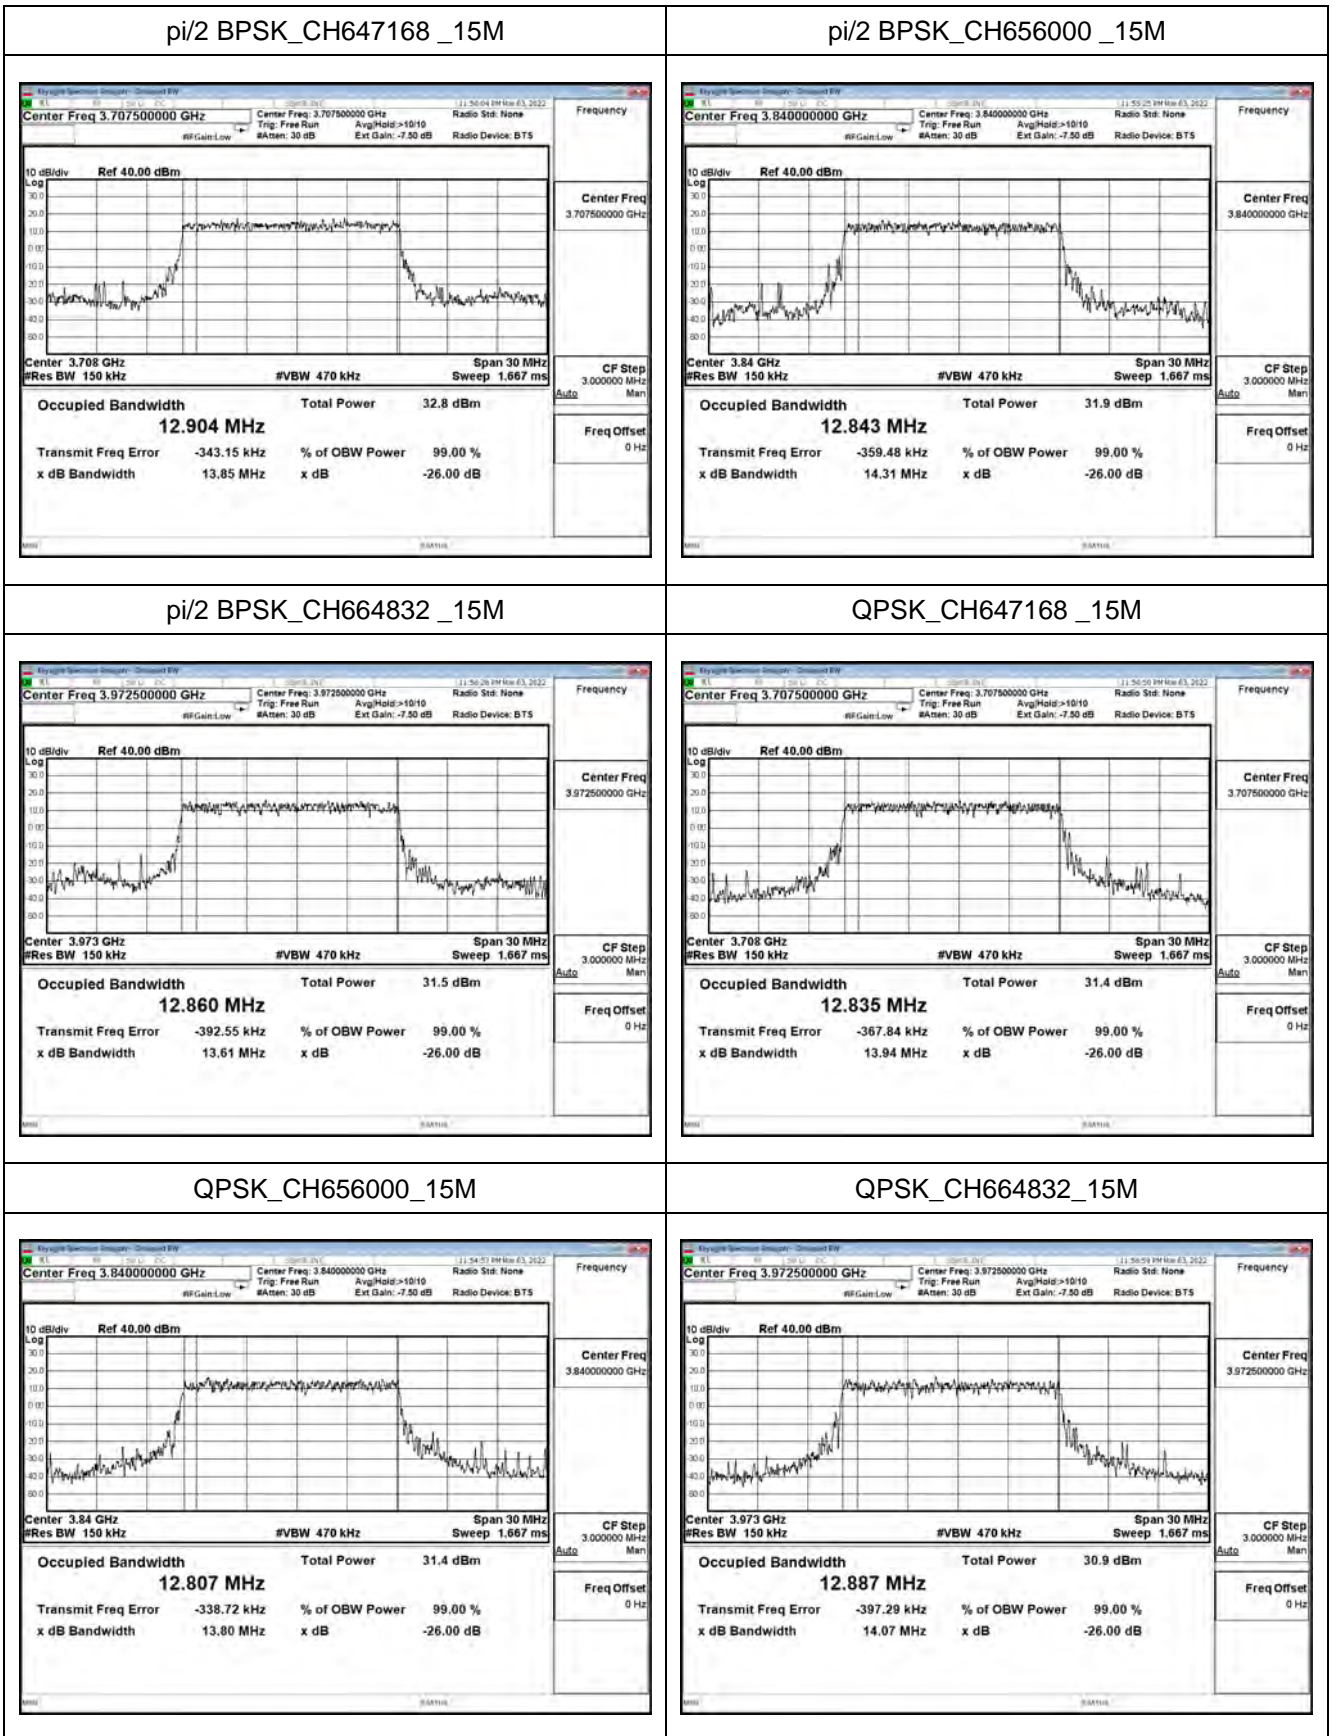 pi/2 BPSK_CH647168 _15M
Center Freq 3.707500000 GHz
Center Freq: 3.707500000 GHz
Radio Std: None
Trig: Free Run Avg|Hold:>10/10
#IFGain:Low #Atten: 30 dB Ext Gain: -7.50 dB Radio Device: BTS
Frequency
10 dB/div Ref 40.00 dBm
Log
Center Freq
3.707500000 GHz
Center 3.708 GHz Span 30 MHz
#Res BW 150 kHz #VBW 470 kHz Sweep 1.667 ms
CF Step
3.000000 MHz
Auto Man
Occupied Bandwidth Total Power 32.8 dBm
12.904 MHz
Transmit Freq Error -343.15 kHz % of OBW Power 99.00 %
x dB Bandwidth 13.85 MHz x dB -26.00 dB
Freq Offset
0 Hz
pi/2 BPSK_CH656000 _15M
Center Freq 3.840000000 GHz
Center Freq: 3.840000000 GHz
Radio Std: None
Trig: Free Run Avg|Hold:>10/10
#IFGain:Low #Atten: 30 dB Ext Gain: -7.50 dB Radio Device: BTS
Frequency
10 dB/div Ref 40.00 dBm
Log
Center Freq
3.840000000 GHz
Center 3.84 GHz Span 30 MHz
#Res BW 150 kHz #VBW 470 kHz Sweep 1.667 ms
CF Step
3.000000 MHz
Auto Man
Occupied Bandwidth Total Power 31.9 dBm
12.843 MHz
Transmit Freq Error -359.48 kHz % of OBW Power 99.00 %
x dB Bandwidth 14.31 MHz x dB -26.00 dB
Freq Offset
0 Hz
pi/2 BPSK_CH664832 _15M
Center Freq 3.972500000 GHz
Center Freq: 3.972500000 GHz
Radio Std: None
Trig: Free Run Avg|Hold:>10/10
#IFGain:Low #Atten: 30 dB Ext Gain: -7.50 dB Radio Device: BTS
Frequency
10 dB/div Ref 40.00 dBm
Log
Center Freq
3.972500000 GHz
Center 3.973 GHz Span 30 MHz
#Res BW 150 kHz #VBW 470 kHz Sweep 1.667 ms
CF Step
3.000000 MHz
Auto Man
Occupied Bandwidth Total Power 31.5 dBm
12.860 MHz
Transmit Freq Error -392.55 kHz % of OBW Power 99.00 %
x dB Bandwidth 13.61 MHz x dB -26.00 dB
Freq Offset
0 Hz
QPSK_CH647168 _15M
Center Freq 3.707500000 GHz
Center Freq: 3.707500000 GHz
Radio Std: None
Trig: Free Run Avg|Hold:>10/10
#IFGain:Low #Atten: 30 dB Ext Gain: -7.50 dB Radio Device: BTS
Frequency
10 dB/div Ref 40.00 dBm
Log
Center Freq
3.707500000 GHz
Center 3.708 GHz Span 30 MHz
#Res BW 150 kHz #VBW 470 kHz Sweep 1.667 ms
CF Step
3.000000 MHz
Auto Man
Occupied Bandwidth Total Power 31.4 dBm
12.835 MHz
Transmit Freq Error -367.84 kHz % of OBW Power 99.00 %
x dB Bandwidth 13.94 MHz x dB -26.00 dB
Freq Offset
0 Hz
QPSK_CH656000_15M
Center Freq 3.840000000 GHz
Center Freq: 3.840000000 GHz
Radio Std: None
Trig: Free Run Avg|Hold:>10/10
#IFGain:Low #Atten: 30 dB Ext Gain: -7.50 dB Radio Device: BTS
Frequency
10 dB/div Ref 40.00 dBm
Log
Center Freq
3.840000000 GHz
Center 3.84 GHz Span 30 MHz
#Res BW 150 kHz #VBW 470 kHz Sweep 1.667 ms
CF Step
3.000000 MHz
Auto Man
Occupied Bandwidth Total Power 31.4 dBm
12.807 MHz
Transmit Freq Error -338.72 kHz % of OBW Power 99.00 %
x dB Bandwidth 13.80 MHz x dB -26.00 dB
Freq Offset
0 Hz
QPSK_CH664832_15M
Center Freq 3.972500000 GHz
Center Freq: 3.972500000 GHz
Radio Std: None
Trig: Free Run Avg|Hold:>10/10
#IFGain:Low #Atten: 30 dB Ext Gain: -7.50 dB Radio Device: BTS
Frequency
10 dB/div Ref 40.00 dBm
Log
Center Freq
3.972500000 GHz
Center 3.973 GHz Span 30 MHz
#Res BW 150 kHz #VBW 470 kHz Sweep 1.667 ms
CF Step
3.000000 MHz
Auto Man
Occupied Bandwidth Total Power 30.9 dBm
12.887 MHz
Transmit Freq Error -397.29 kHz % of OBW Power 99.00 %
x dB Bandwidth 14.07 MHz x dB -26.00 dB
Freq Offset
0 Hz